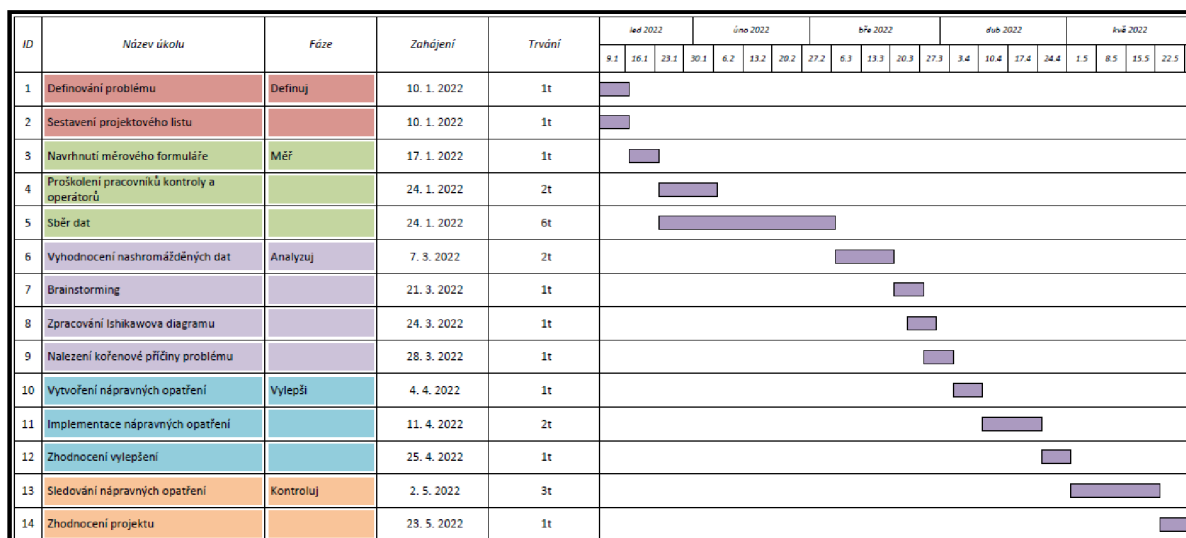 ID Název úkolu Fáze Zahájení Trvání led 2022 úno 2022 bře 2022 dub 2022 kvě 2022
9.1 16.1 23.1 30.1 6.2 13.2 20.2 27.2 6.3 13.3 20.3 27.3 3.4 10.4 17.4 24.4 1.5 8.5 15.5 22.5
1 Definování problému Definuj 10. 1. 2022 1t
2 Sestavení projektového listu 10. 1. 2022 1t
3 Navrhnutí měrového formuláře Měř 17. 1. 2022 1t
4 Proškolení pracovníků kontroly a
operátorů 24. 1. 2022 2t
5 Sběr dat 24. 1. 2022 6t
6 Vyhodnocení nashromážděných dat Analyzuj 7. 3. 2022 2t
7 Brainstorming 21. 3. 2022 1t
8 Zpracování Ishikawova diagramu 24. 3. 2022 1t
9 Nalezení kořenové příčiny problému 28. 3. 2022 1t
10 Vytvoření nápravných opatření Vylepši 4. 4. 2022 1t
11 Implementace nápravných opatření 11. 4. 2022 2t
12 Zhodnocení vylepšení 25. 4. 2022 1t
13 Sledování nápravných opatření Kontroluj 2. 5. 2022 3t
14 Zhodnocení projektu 23. 5. 2022 1t